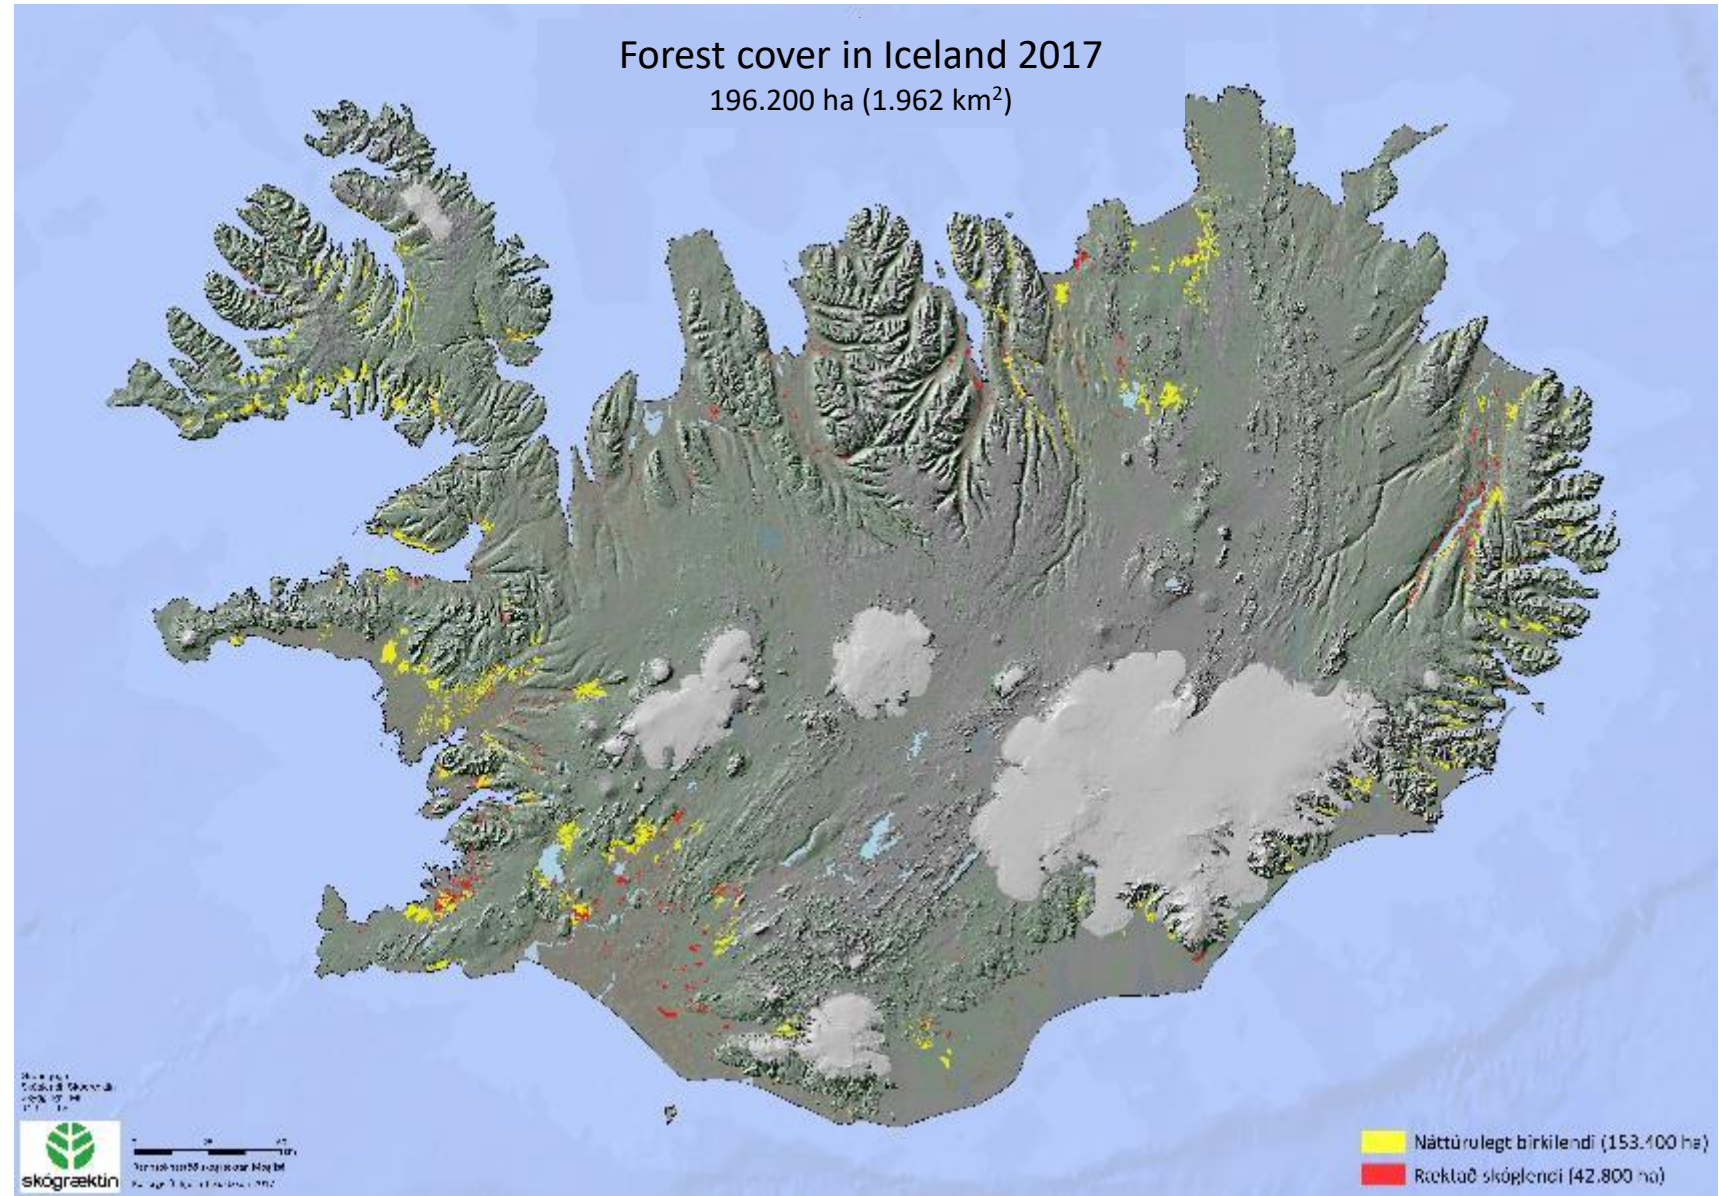 Forest cover in Iceland 2017
196.200 ha (1.962 km²)
skógræktin
Náttúrulegt birkilendi (153.400 ha)
Ræktað skóglendi (42.800 ha)